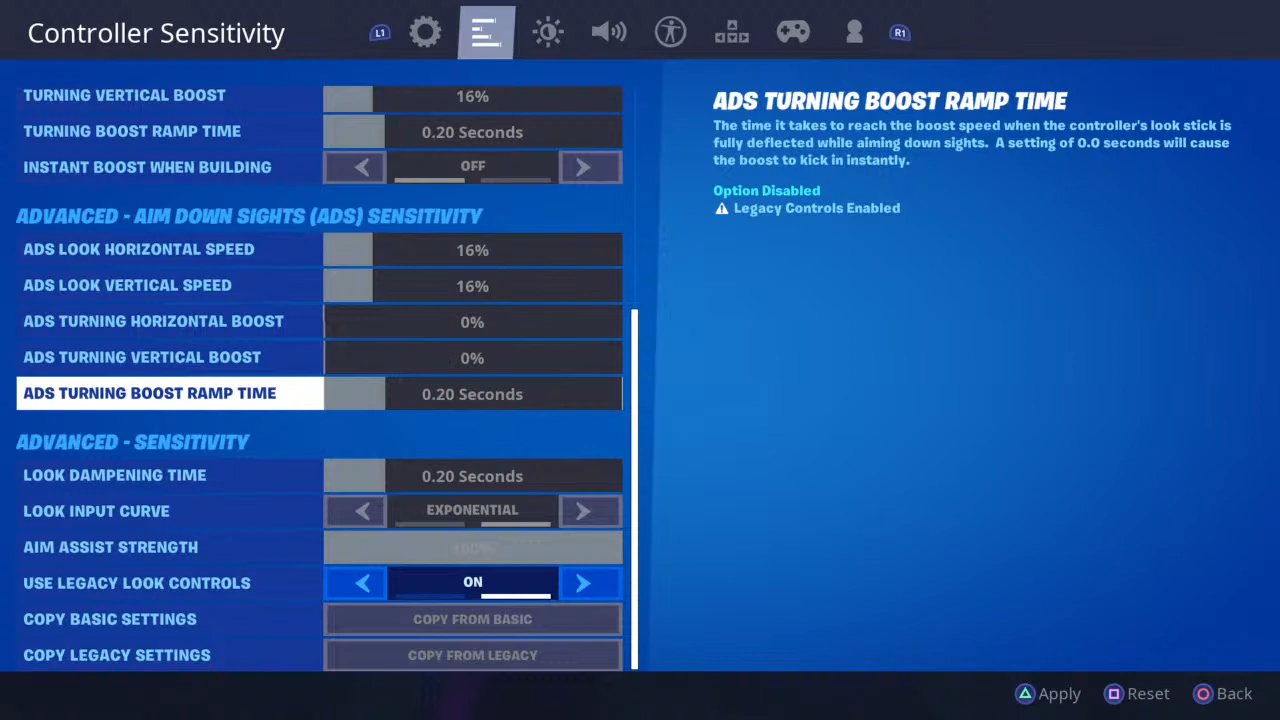 Controller Sensitivity
L1
R1
TURNING VERTICAL BOOST
16%
TURNING BOOST RAMP TIME
0.20 Seconds
INSTANT BOOST WHEN BUILDING
OFF
ADVANCED - AIM DOWN SIGHTS (ADS) SENSITIVITY
ADS LOOK HORIZONTAL SPEED
16%
ADS LOOK VERTICAL SPEED
16%
ADS TURNING HORIZONTAL BOOST
0%
ADS TURNING VERTICAL BOOST
0%
ADS TURNING BOOST RAMP TIME
0.20 Seconds
ADVANCED - SENSITIVITY
LOOK DAMPENING TIME
0.20 Seconds
LOOK INPUT CURVE
EXPONENTIAL
AIM ASSIST STRENGTH
USE LEGACY LOOK CONTROLS
ON
COPY BASIC SETTINGS
COPY FROM BASIC
COPY LEGACY SETTINGS
COPY FROM LEGACY
ADS TURNING BOOST RAMP TIME
The time it takes to reach the boost speed when the controller's look stick is
fully deflected while aiming down sights. A setting of 0.0 seconds will cause
the boost to kick in instantly.
Option Disabled
Legacy Controls Enabled
Apply
Reset
Back